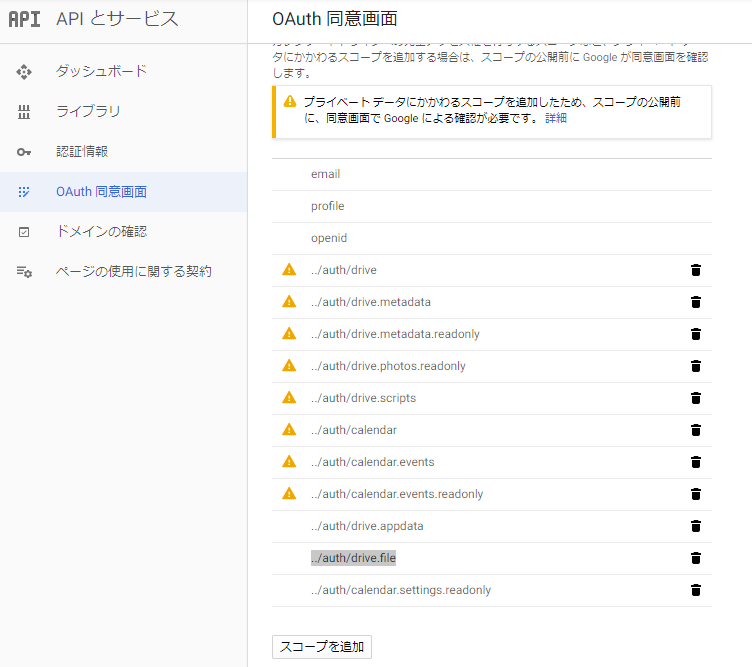 API API とサービス
OAuth 同意画面
ダッシュボード
ライブラリ
認証情報
OAuth 同意画面
ドメインの確認
ページの使用に関する契約
タにかかわるスコープを追加する場合は、スコープの公開前に Google が同意画面を確認
します。
プライベート データにかかわるスコープを追加したため、スコープの公開前
に、同意画面で Google による確認が必要です。 詳細
email
profile
openid
../auth/drive
../auth/drive.metadata
../auth/drive.metadata.readonly
../auth/drive.photos.readonly
../auth/drive.scripts
../auth/calendar
../auth/calendar.events
../auth/calendar.events.readonly
../auth/drive.appdata
../auth/drive.file
../auth/calendar.settings.readonly
スコープを追加